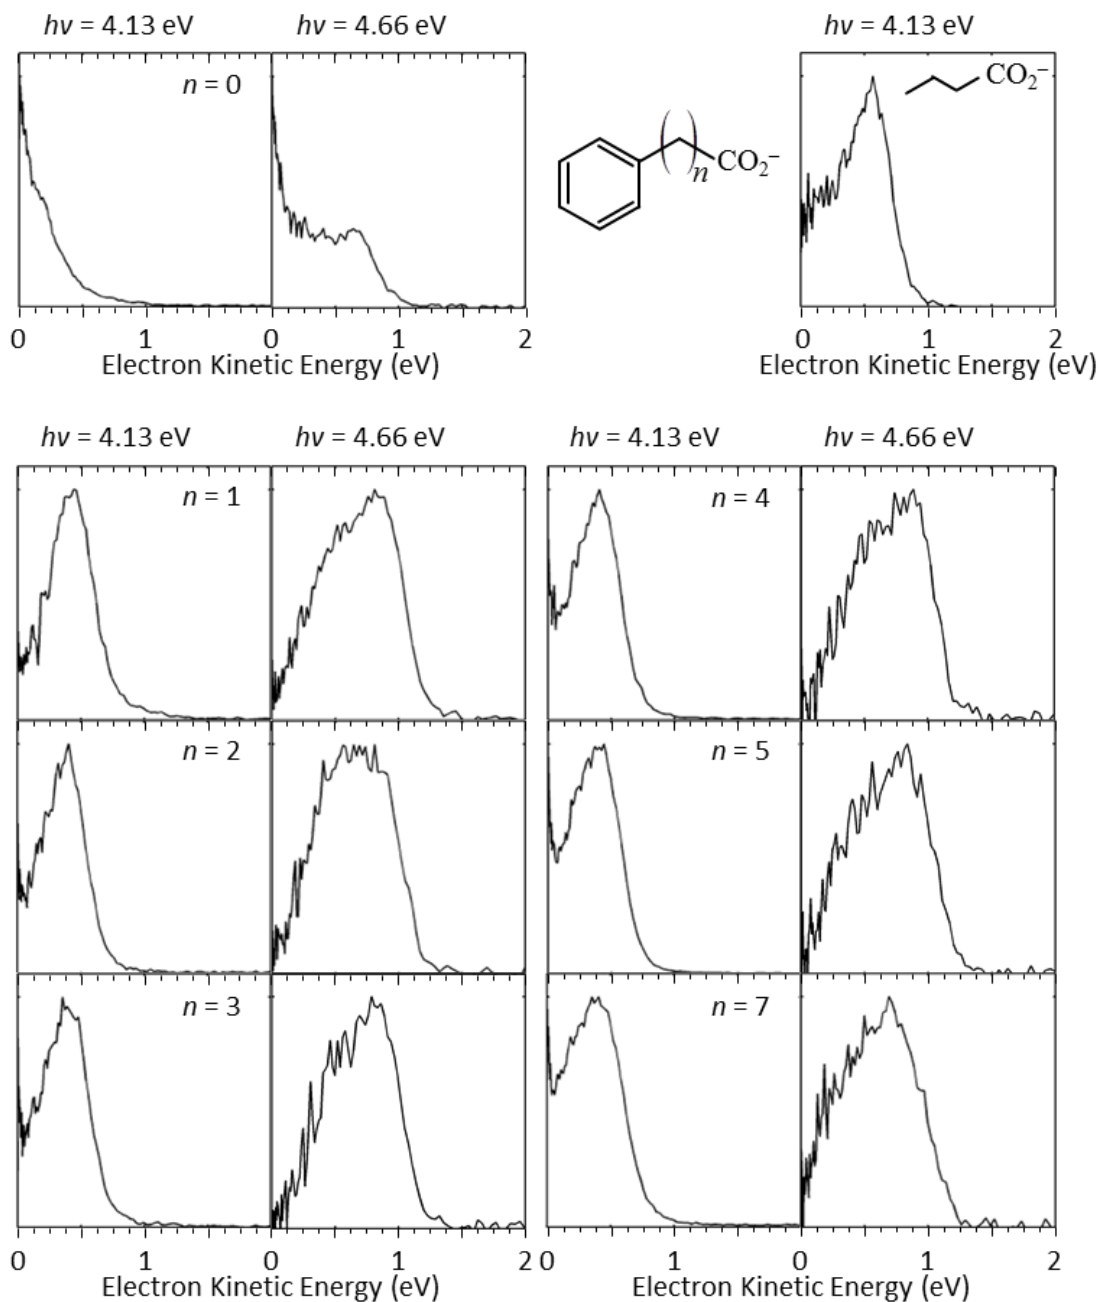 hν = 4.13 eV hν = 4.66 eV hν = 4.13 eV
n = 0
CO₂⁻
( )n CO₂⁻
0 1 0 1 2 0 1 2
Electron Kinetic Energy (eV) Electron Kinetic Energy (eV)
hν = 4.13 eV hν = 4.66 eV hν = 4.13 eV hν = 4.66 eV
n = 1 n = 4
n = 2 n = 5
n = 3 n = 7
0 1 0 1 2 0 1 0 1 2
Electron Kinetic Energy (eV) Electron Kinetic Energy (eV)